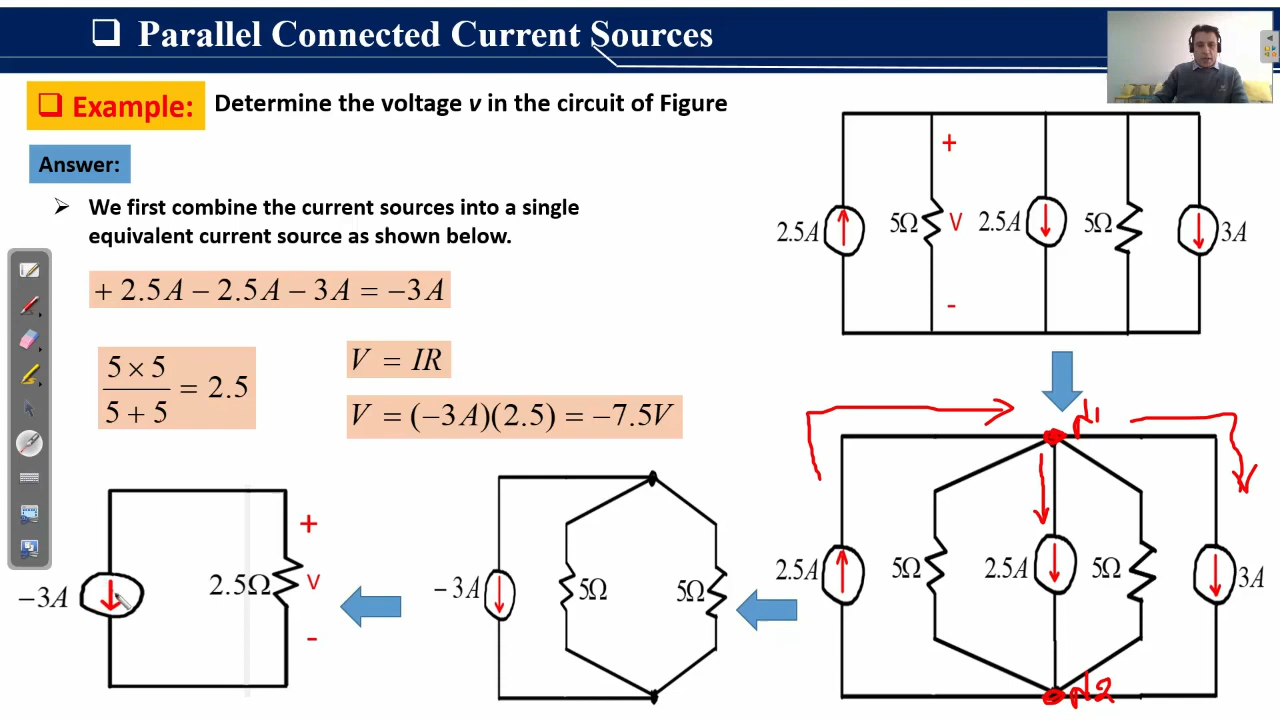 ❑ Parallel Connected Current Sources
❑ Example: Determine the voltage v in the circuit of Figure
Answer:
➢ We first combine the current sources into a single
equivalent current source as shown below.
+ 2.5A − 2.5A − 3A = −3A
5 × 5
5 + 5
= 2.5
V = IR
V = (−3A)(2.5) = −7.5V
2.5A
5Ω
+
V
-
2.5A
5Ω
3A
N1
2.5A
5Ω
2.5A
5Ω
3A
N2
− 3A
5Ω
5Ω
−3A
2.5Ω
+
V
-